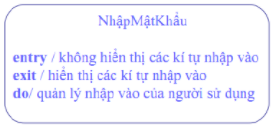 NhậpMậtKhẩu
entry / không hiển thị các kí tự nhập vào
exit / hiển thị các kí tự nhập vào
do/ quản lý nhập vào của người sử dụng